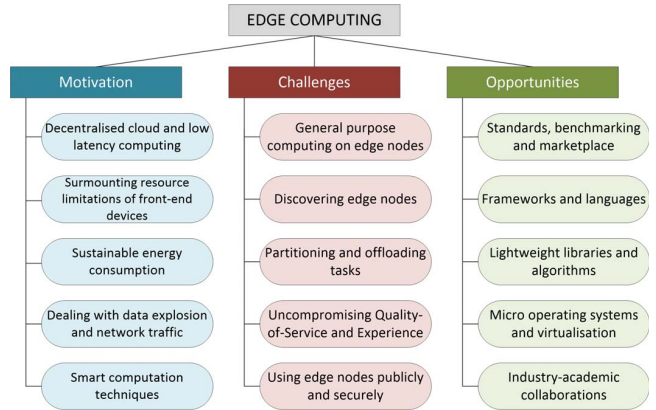 EDGE COMPUTING
Motivation
Decentralised cloud and low
latency computing
Surmounting resource
limitations of front-end
devices
Sustainable energy
consumption
Dealing with data explosion
and network traffic
Smart computation
techniques
Challenges
General purpose
computing on edge nodes
Discovering edge nodes
Partitioning and offloading
tasks
Uncompromising Quality-
of-Service and Experience
Using edge nodes publicly
and securely
Opportunities
Standards, benchmarking
and marketplace
Frameworks and languages
Lightweight libraries and
algorithms
Micro operating systems
and virtualisation
Industry-academic
collaborations